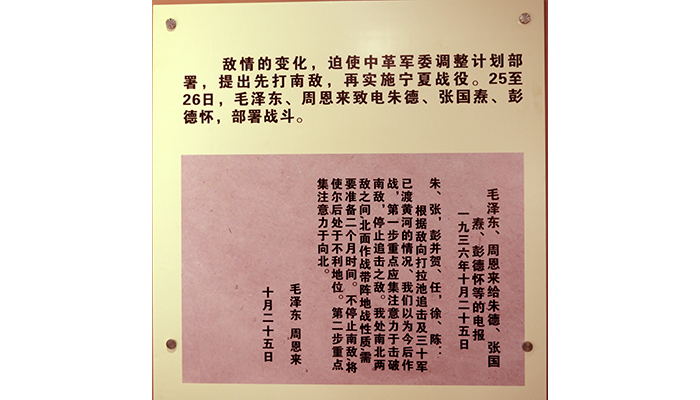 敌情的变化，迫使中革军委调整计划部
署，提出先打南敌，再实施宁夏战役。25至
26日，毛泽东、周恩来致电朱德、张国焘、彭
德怀，部署战斗。
毛泽东、周恩来给朱德、张国
焘、彭德怀等的电报
一九三六年十月二十五日
朱、张，彭并贺、任，徐、陈：
根据敌向打拉池追击及三十军
已渡黄河的情况，我们以为今后作
战，第一步重点应集注意力于击破
南敌，停止追击之敌。我处南北两
敌之间，北面作战带阵地战性质，需
要准备二个月时间。不停止南敌，将
使尔后处于不利地位。第二步重点
集注意力于向北。
毛泽东 周恩来
十月二十五日